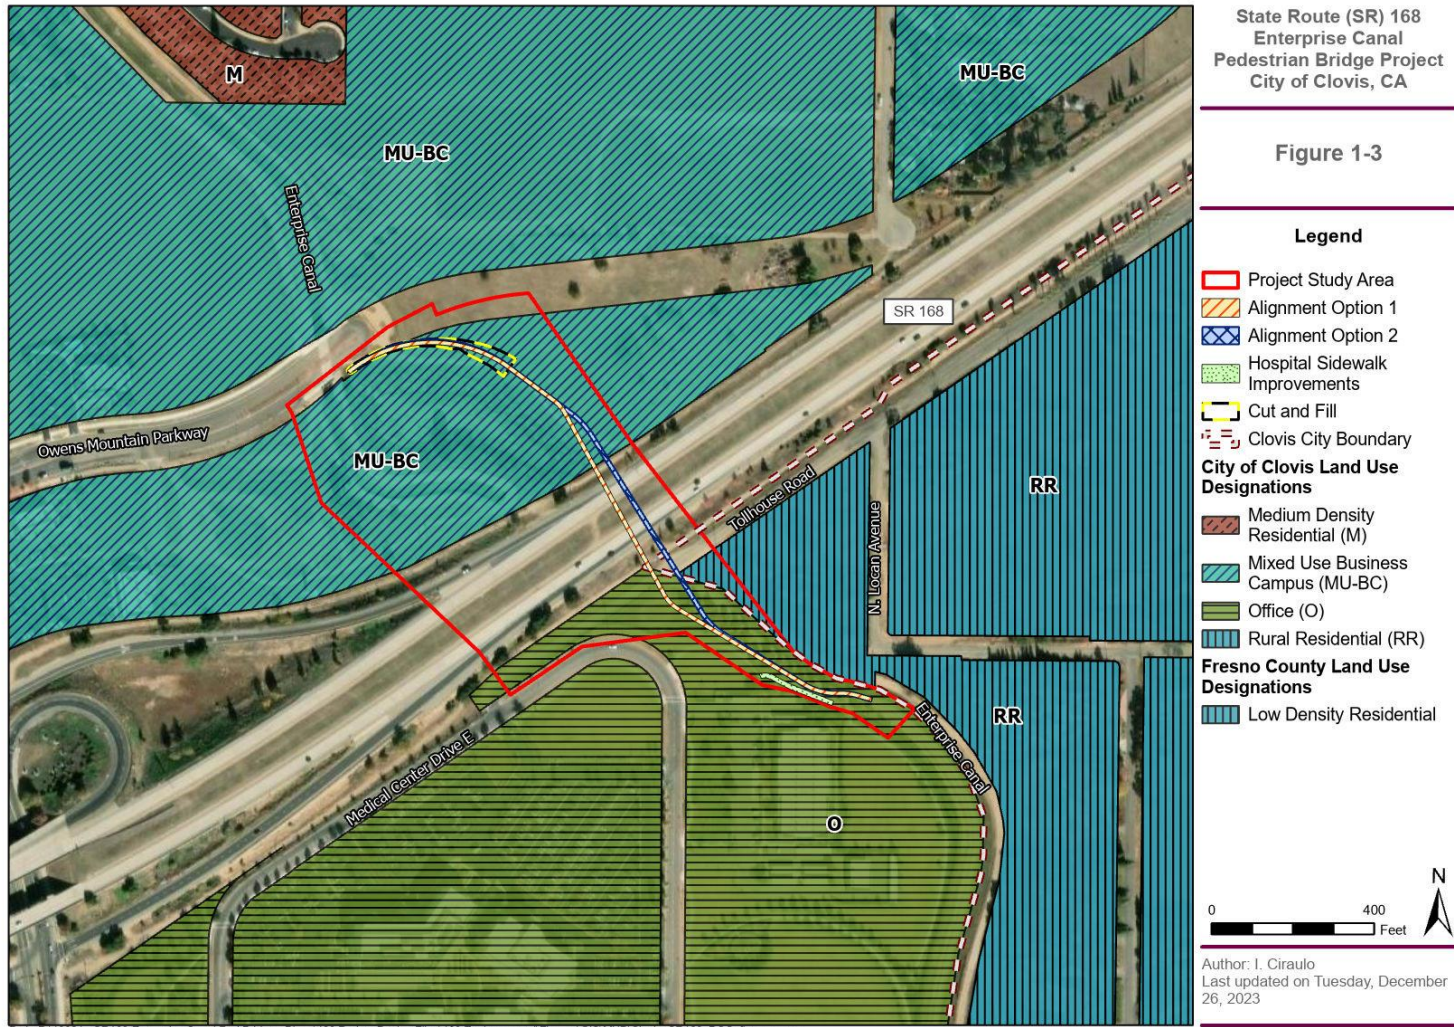 State Route (SR) 168
Enterprise Canal
Pedestrian Bridge Project
City of Clovis, CA
Figure 1-3
Legend
Project Study Area
Alignment Option 1
Alignment Option 2
Hospital Sidewalk
Improvements
Cut and Fill
Clovis City Boundary
City of Clovis Land Use
Designations
Medium Density
Residential (M)
Mixed Use Business
Campus (MU-BC)
Office (O)
Rural Residential (RR)
Fresno County Land Use
Designations
Low Density Residential
N
0 400
Feet
Author: I. Ciraulo
Last updated on Tuesday, December
26, 2023
M
MU-BC
MU-BC
Enterprise Canal
SR 168
Owens Mountain Parkway
MU-BC
Tollhouse Road
RR
N. Locan Avenue
RR
Enterprise Canal
Medical Center Drive E
O